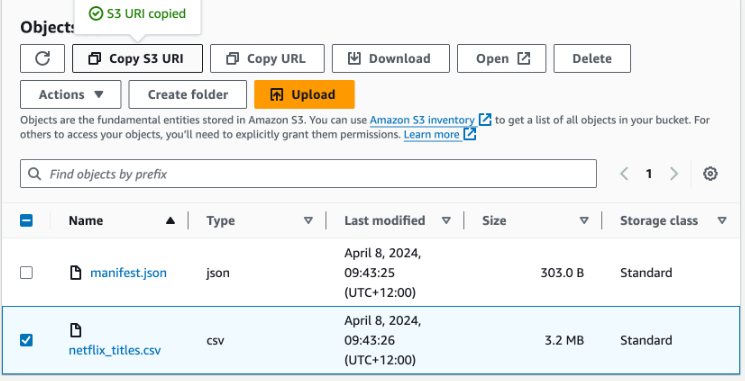 S3 URI copied
Objects
Copy S3 URI Copy URL Download Open Delete
Actions Create folder Upload
Objects are the fundamental entities stored in Amazon S3. You can use Amazon S3 inventory to get a list of all objects in your bucket. For
others to access your objects, you'll need to explicitly grant them permissions. Learn more
Find objects by prefix 1
Name Type Last modified Size Storage class
manifest.json json April 8, 2024, 09:43:25 (UTC+12:00) 303.0 B Standard
netflix_titles.csv csv April 8, 2024, 09:43:26 (UTC+12:00) 3.2 MB Standard